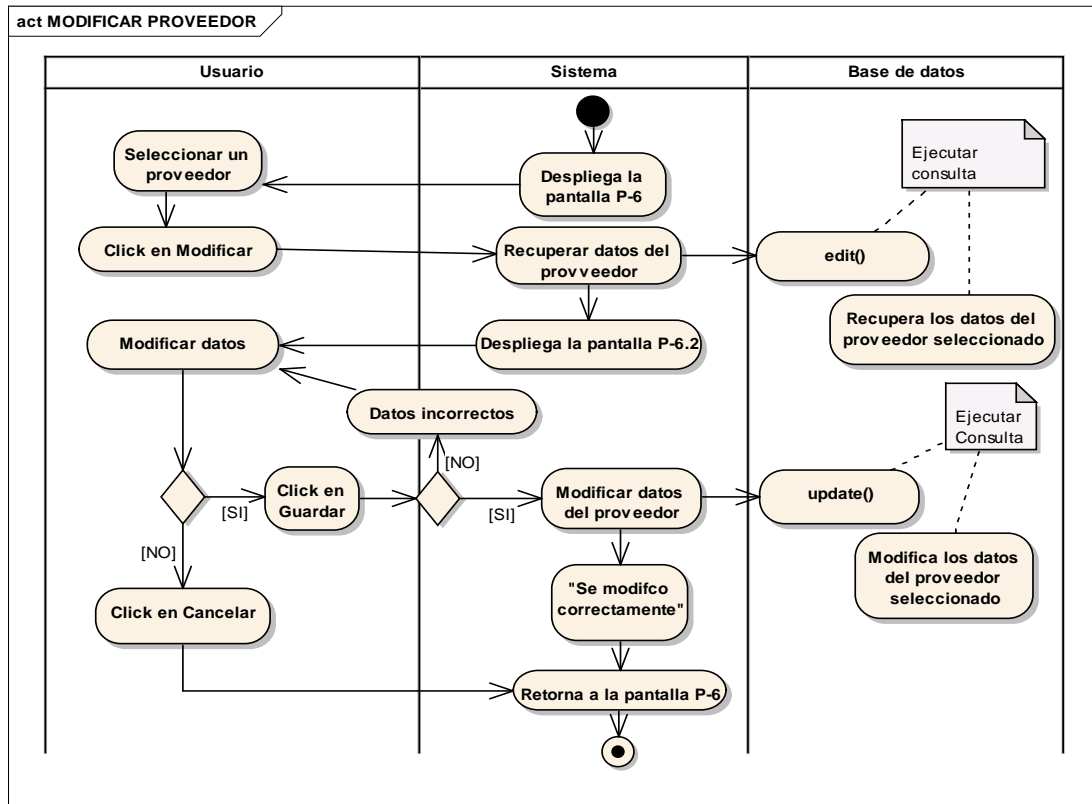 act MODIFICAR PROVEEDOR
Usuario
Sistema
Base de datos
Seleccionar un
proveedor
Despliega la
pantalla P-6
Ejecutar
consulta
Click en Modificar
Recuperar datos del
provveedor
edit()
Recupera los datos del
proveedor seleccionado
Modificar datos
Despliega la pantalla P-6.2
Datos incorrectos
Ejecutar
Consulta
[NO]
Click en
Guardar
[SI]
Modificar datos
del proveedor
[SI]
update()
[NO]
Modifica los datos
del proveedor
seleccionado
"Se modifco
correctamente"
Click en Cancelar
Retorna a la pantalla P-6